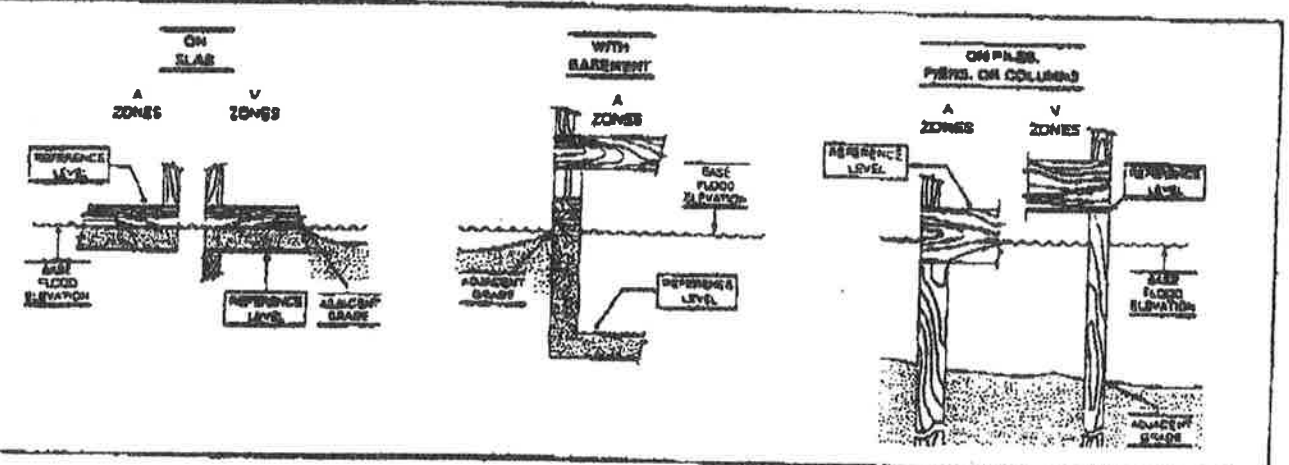 ON
SLAB
A
ZONES
V
ZONES
REFERENCE
LEVEL
BASE
FLOOD
ELEVATION
REFERENCE
LEVEL
ADJACENT
GRADE
WITH
BASEMENT
A
ZONES
BASE
FLOOD
ELEVATION
ADJACENT
GRADE
REFERENCE
LEVEL
ON PILES,
PIERS, OR COLUMNS
A
ZONES
V
ZONES
REFERENCE
LEVEL
REFERENCE
LEVEL
BASE
FLOOD
ELEVATION
ADJACENT
GRADE